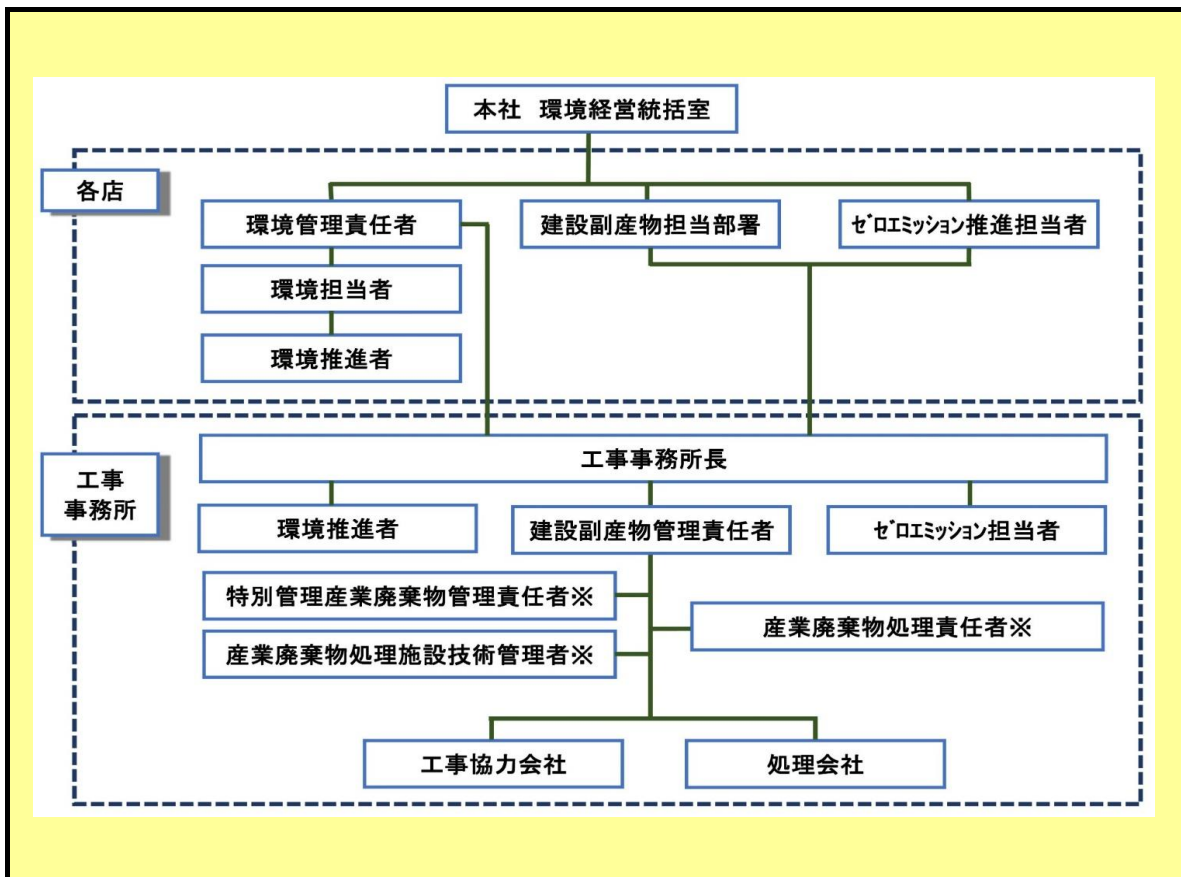 本社　環境経営統括室
各店
環境管理責任者
建設副産物担当部署
ｾﾞﾛｴﾐｯｼｮﾝ推進担当者
環境担当者
環境推進者
工事事務所長
工事
事務所
環境推進者
建設副産物管理責任者
ｾﾞﾛｴﾐｯｼｮﾝ担当者
特別管理産業廃棄物管理責任者※
産業廃棄物処理責任者※
産業廃棄物処理施設技術管理者※
工事協力会社
処理会社